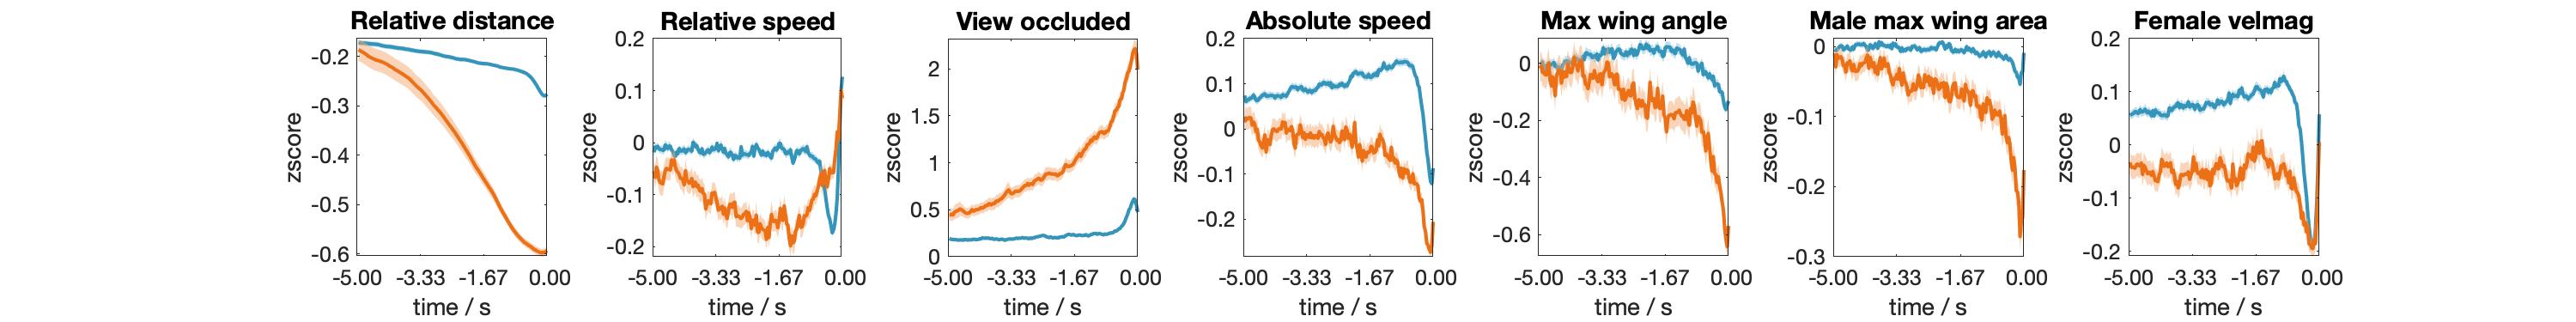 Relative distance
-0.2
-0.3
-0.4
-0.5
-0.6
zscore
-5.00 -3.33 -1.67 0.00
time / s
Relative speed
0.2
0.1
0
-0.1
-0.2
zscore
-5.00 -3.33 -1.67 0.00
time / s
View occluded
2
1.5
1
0.5
0
zscore
-5.00 -3.33 -1.67 0.00
time / s
Absolute speed
0.2
0.1
0
-0.1
-0.2
zscore
-5.00 -3.33 -1.67 0.00
time / s
Max wing angle
0
-0.2
-0.4
-0.6
zscore
-5.00 -3.33 -1.67 0.00
time / s
Male max wing area
0
-0.1
-0.2
-0.3
zscore
-5.00 -3.33 -1.67 0.00
time / s
Female velmag
0.2
0.1
0
-0.1
-0.2
zscore
-5.00 -3.33 -1.67 0.00
time / s